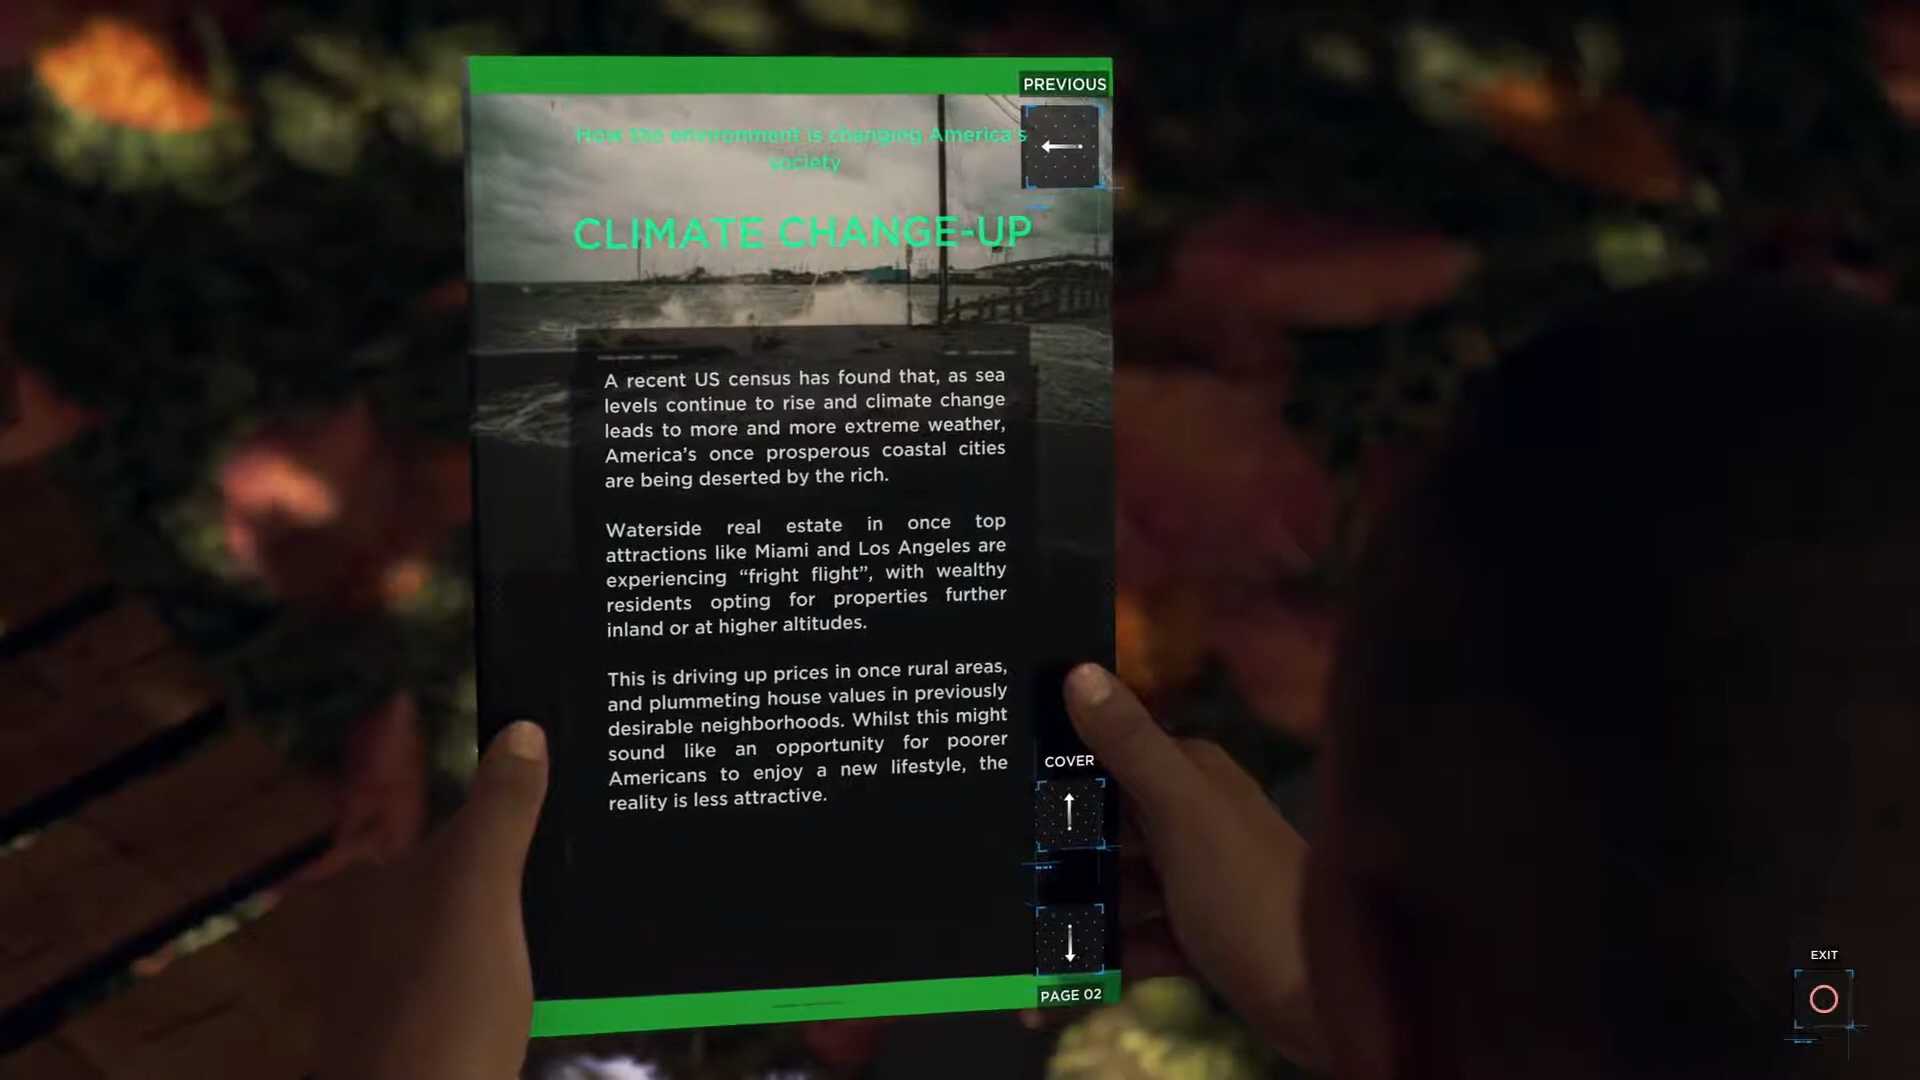 PREVIOUS
How the environment is changing America's
society
CLIMATE CHANGE-UP
A recent US census has found that, as sea
levels continue to rise and climate change
leads to more and more extreme weather,
America's once prosperous coastal cities
are being deserted by the rich.
Waterside real estate in once top
attractions like Miami and Los Angeles are
experiencing “fright flight”, with wealthy
residents opting for properties further
inland or at higher altitudes.
This is driving up prices in once rural areas,
and plummeting house values in previously
desirable neighborhoods. Whilst this might
sound like an opportunity for poorer
Americans to enjoy a new lifestyle, the
reality is less attractive.
COVER
PAGE 02
EXIT